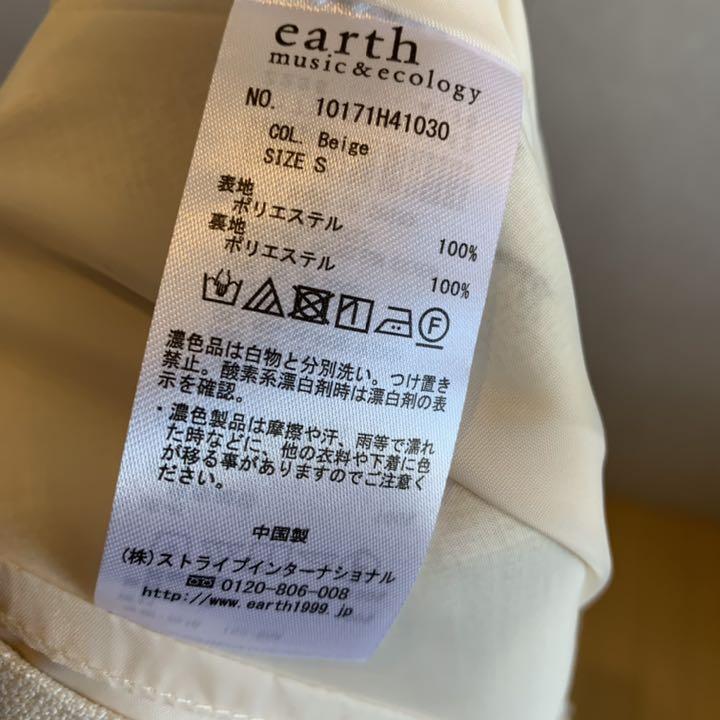 earth
music&ecology
NO. 10171H41030
COL. Beige
SIZE S
表地
ポリエステル 100%
裏地
ポリエステル 100%
F
濃色品は白物と分別洗い。つけ置き
禁止。酸素系漂白剤時は漂白剤の表
示を確認。
・濃色製品は摩擦や汗、雨等で濡れ
た時などに、他の衣料や下着に色
が移る事がありますのでご注意く
ださい。
中国製
(株)ストライプインターナショナル
0120-806-008
http://www.earth1999.jp